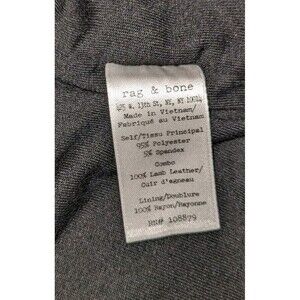 rag & bone
425 W. 13th St, NY, NY 10014
Made in Vietnam/
Fabriqué au Vietnam
Self/Tissu Principal
95% Polyester
5% Spandex
Combo
100% Lamb Leather/
Cuir d'agneau
Lining/Doublure
100% Rayon/Rayonne
RN# 108879